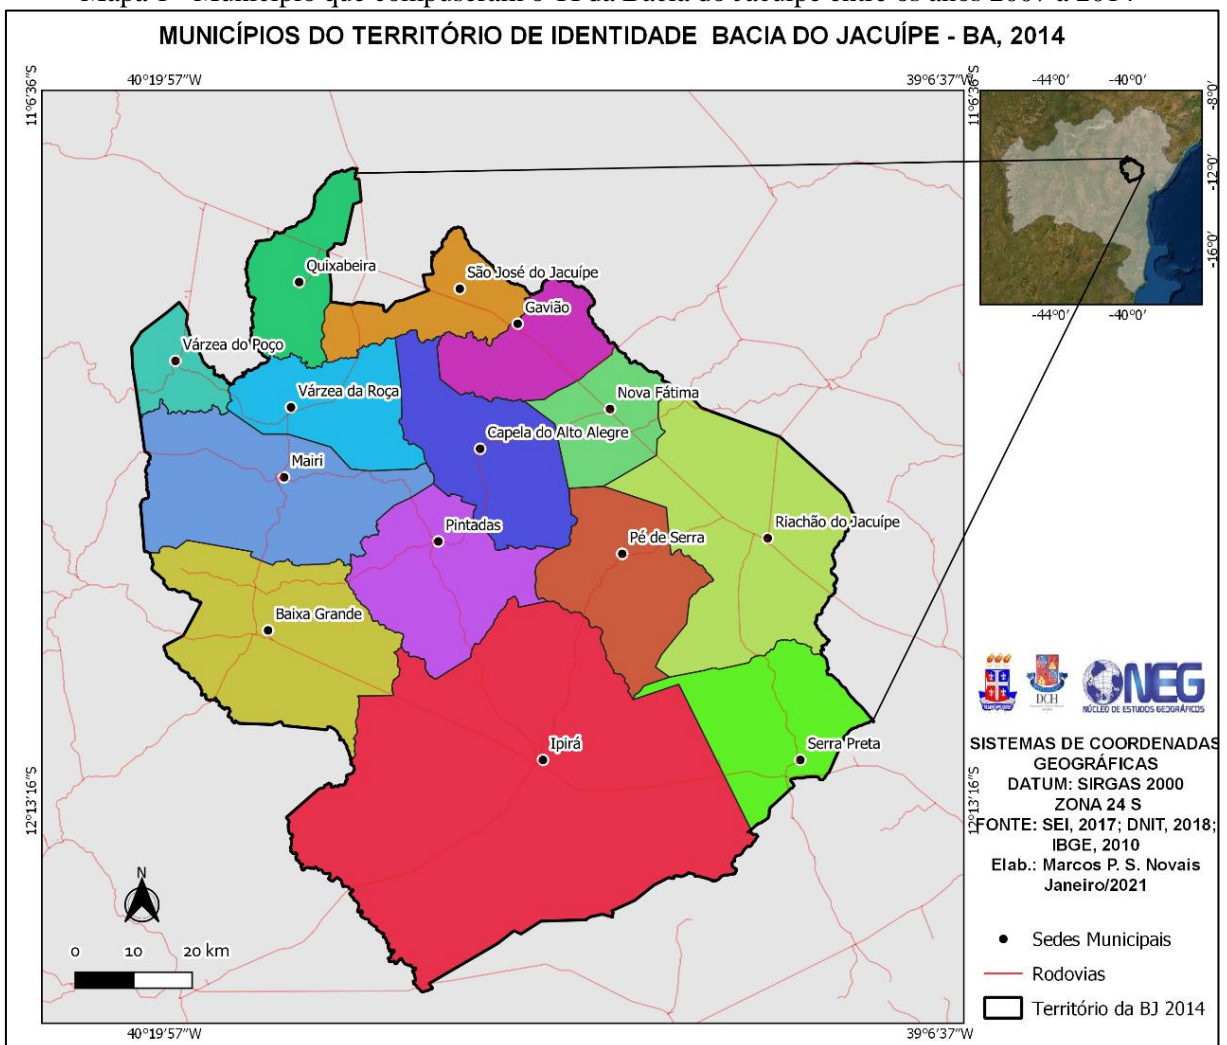 MUNICÍPIOS DO TERRITÓRIO DE IDENTIDADE BACIA DO JACUÍPE - BA, 2014
40°19'57"W
39°6'37"W
11°6'36"S
11°6'36"S
-44°0'
-40°0'
-8°0'
-12°0'
-16°0'
-44°0'
-40°0'
Quixabeira
São José do Jacuípe
Gavião
Várzea do Poço
Várzea da Roça
Nova Fátima
Capela do Alto Alegre
Mairi
Pintadas
Pé de Serra
Riachão do Jacuípe
Baixa Grande
Ipirá
Serra Preta
12°13'16"S
12°13'16"S
DCH
NEG
NÚCLEO DE ESTUDOS GEOGRÁFICOS
SISTEMAS DE COORDENADAS
GEOGRÁFICAS
DATUM: SIRGAS 2000
ZONA 24 S
FONTE: SEI, 2017; DNIT, 2018;
IBGE, 2010
Elab.: Marcos P. S. Novais
Janeiro/2021
N
0 10 20 km
Sedes Municipais
Rodovias
Território da BJ 2014
40°19'57"W
39°6'37"W